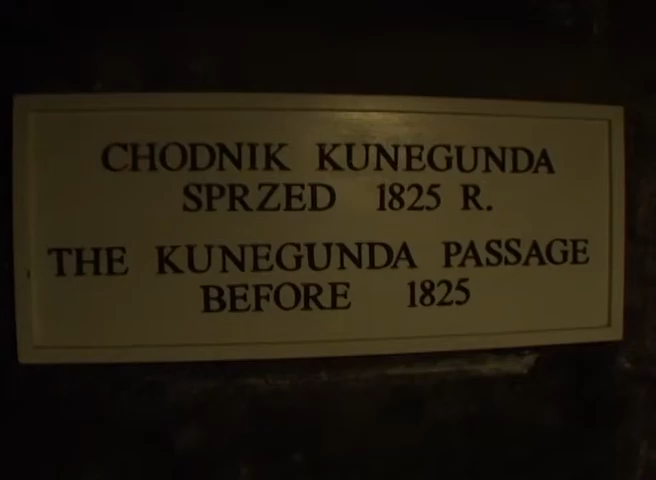 CHODNIK KUNEGUNDA
SPRZED 1825 R.
THE KUNEGUNDA PASSAGE
BEFORE 1825